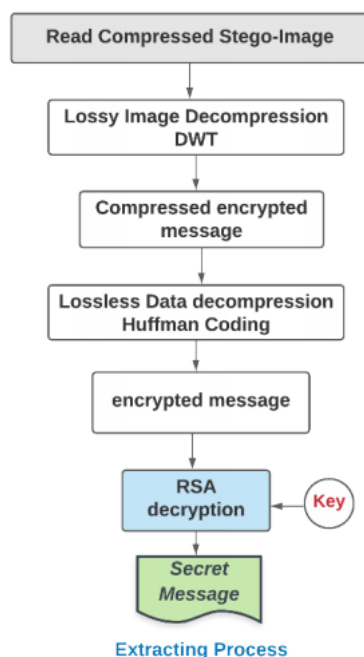 Read Compressed Stego-Image
Lossy Image Decompression
DWT
Compressed encrypted
message
Lossless Data decompression
Huffman Coding
encrypted message
RSA
decryption
Key
Secret
Message
Extracting Process